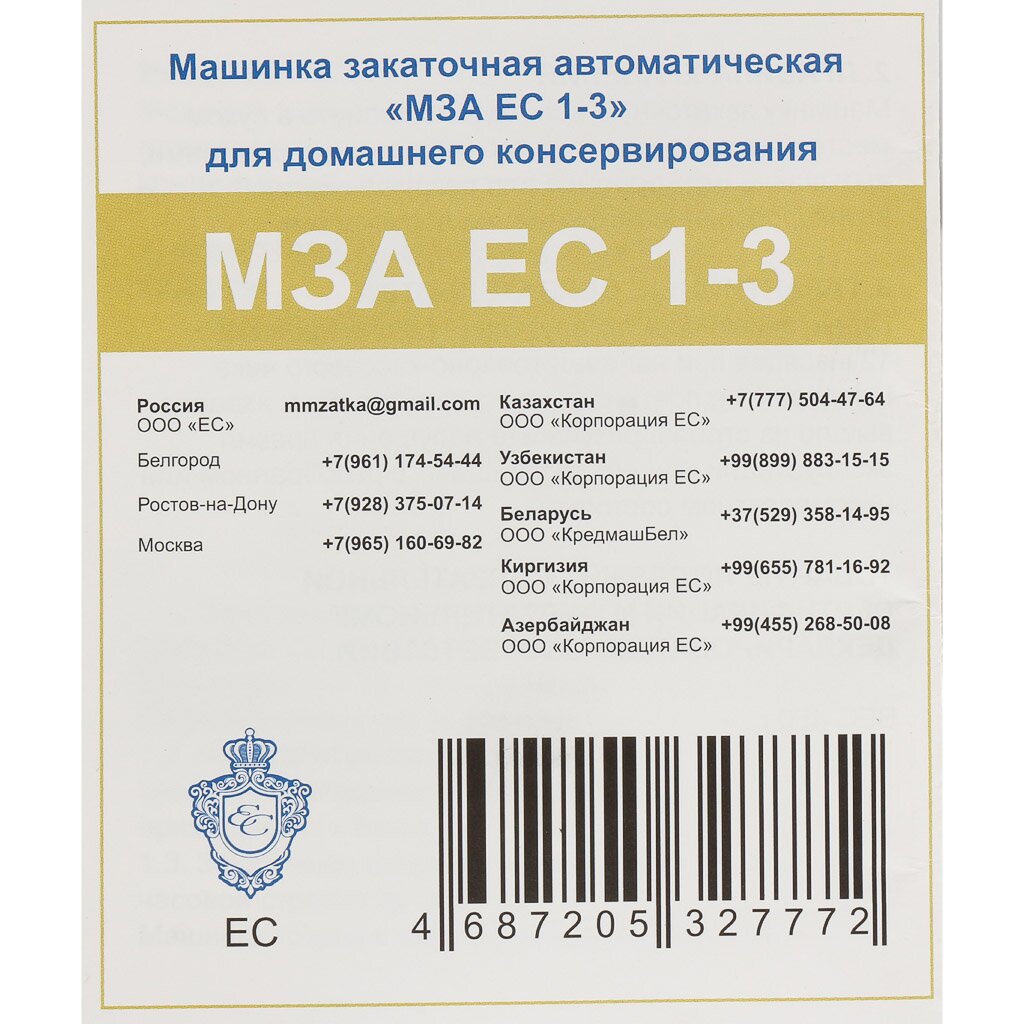 Машинка закаточная автоматическая
«МЗА ЕС 1-3»
для домашнего консервирования
МЗА ЕС 1-3
Россия mmzatka@gmail.com
ООО «ЕС»
Белгород +7(961) 174-54-44
Ростов-на-Дону +7(928) 375-07-14
Москва +7(965) 160-69-82
Казахстан +7(777) 504-47-64
ООО «Корпорация ЕС»
Узбекистан +99(899) 883-15-15
ООО «Корпорация ЕС»
Беларусь +37(529) 358-14-95
ООО «КредмашБел»
Киргизия +99(655) 781-16-92
ООО «Корпорация ЕС»
Азербайджан +99(455) 268-50-08
ООО «Корпорация ЕС»
ЕС
ЕС
4 687205 327772